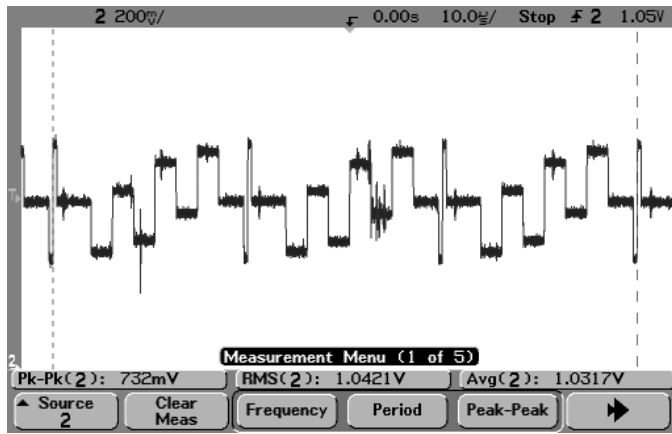 2 200mV/ 0.00s 10.0µs/ Stop 2 1.05V
T
2
Measurement Menu (1 of 5)
Pk-Pk(2): 732mV RMS(2): 1.0421V Avg(2): 1.0317V
Source 2 Clear Meas Frequency Period Peak-Peak